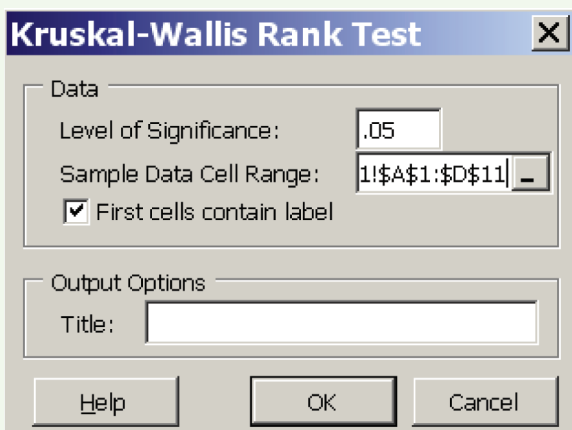 Kruskal-Wallis Rank Test
Data
Level of Significance: .05
Sample Data Cell Range: 1!$A$1:$D$11
First cells contain label
Output Options
Title:
Help OK Cancel